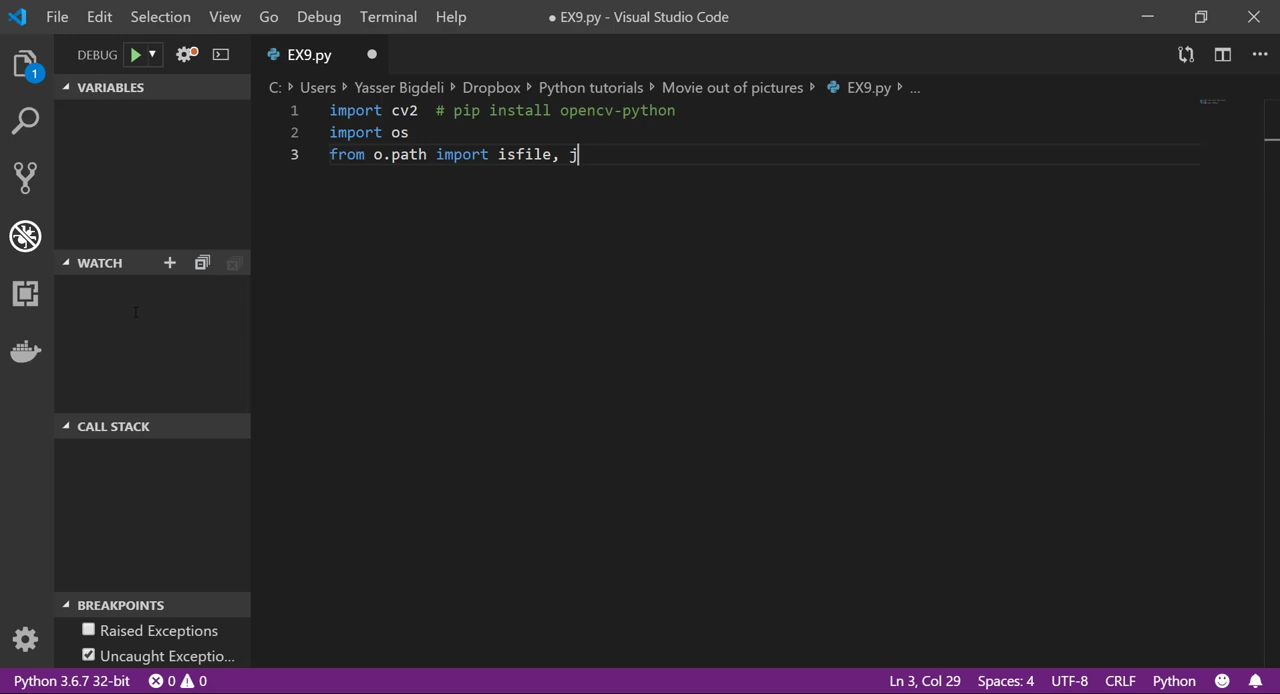 File Edit Selection View Go Debug Terminal Help ● EX9.py - Visual Studio Code
DEBUG EX9.py
1
VARIABLES
C: Users Yasser Bigdeli Dropbox Python tutorials Movie out of pictures EX9.py ...
1 import cv2 # pip install opencv-python
2 import os
3 from o.path import isfile, j
WATCH
CALL STACK
BREAKPOINTS
Raised Exceptions
Uncaught Exceptio...
Python 3.6.7 32-bit 0 0 Ln 3, Col 29 Spaces: 4 UTF-8 CRLF Python